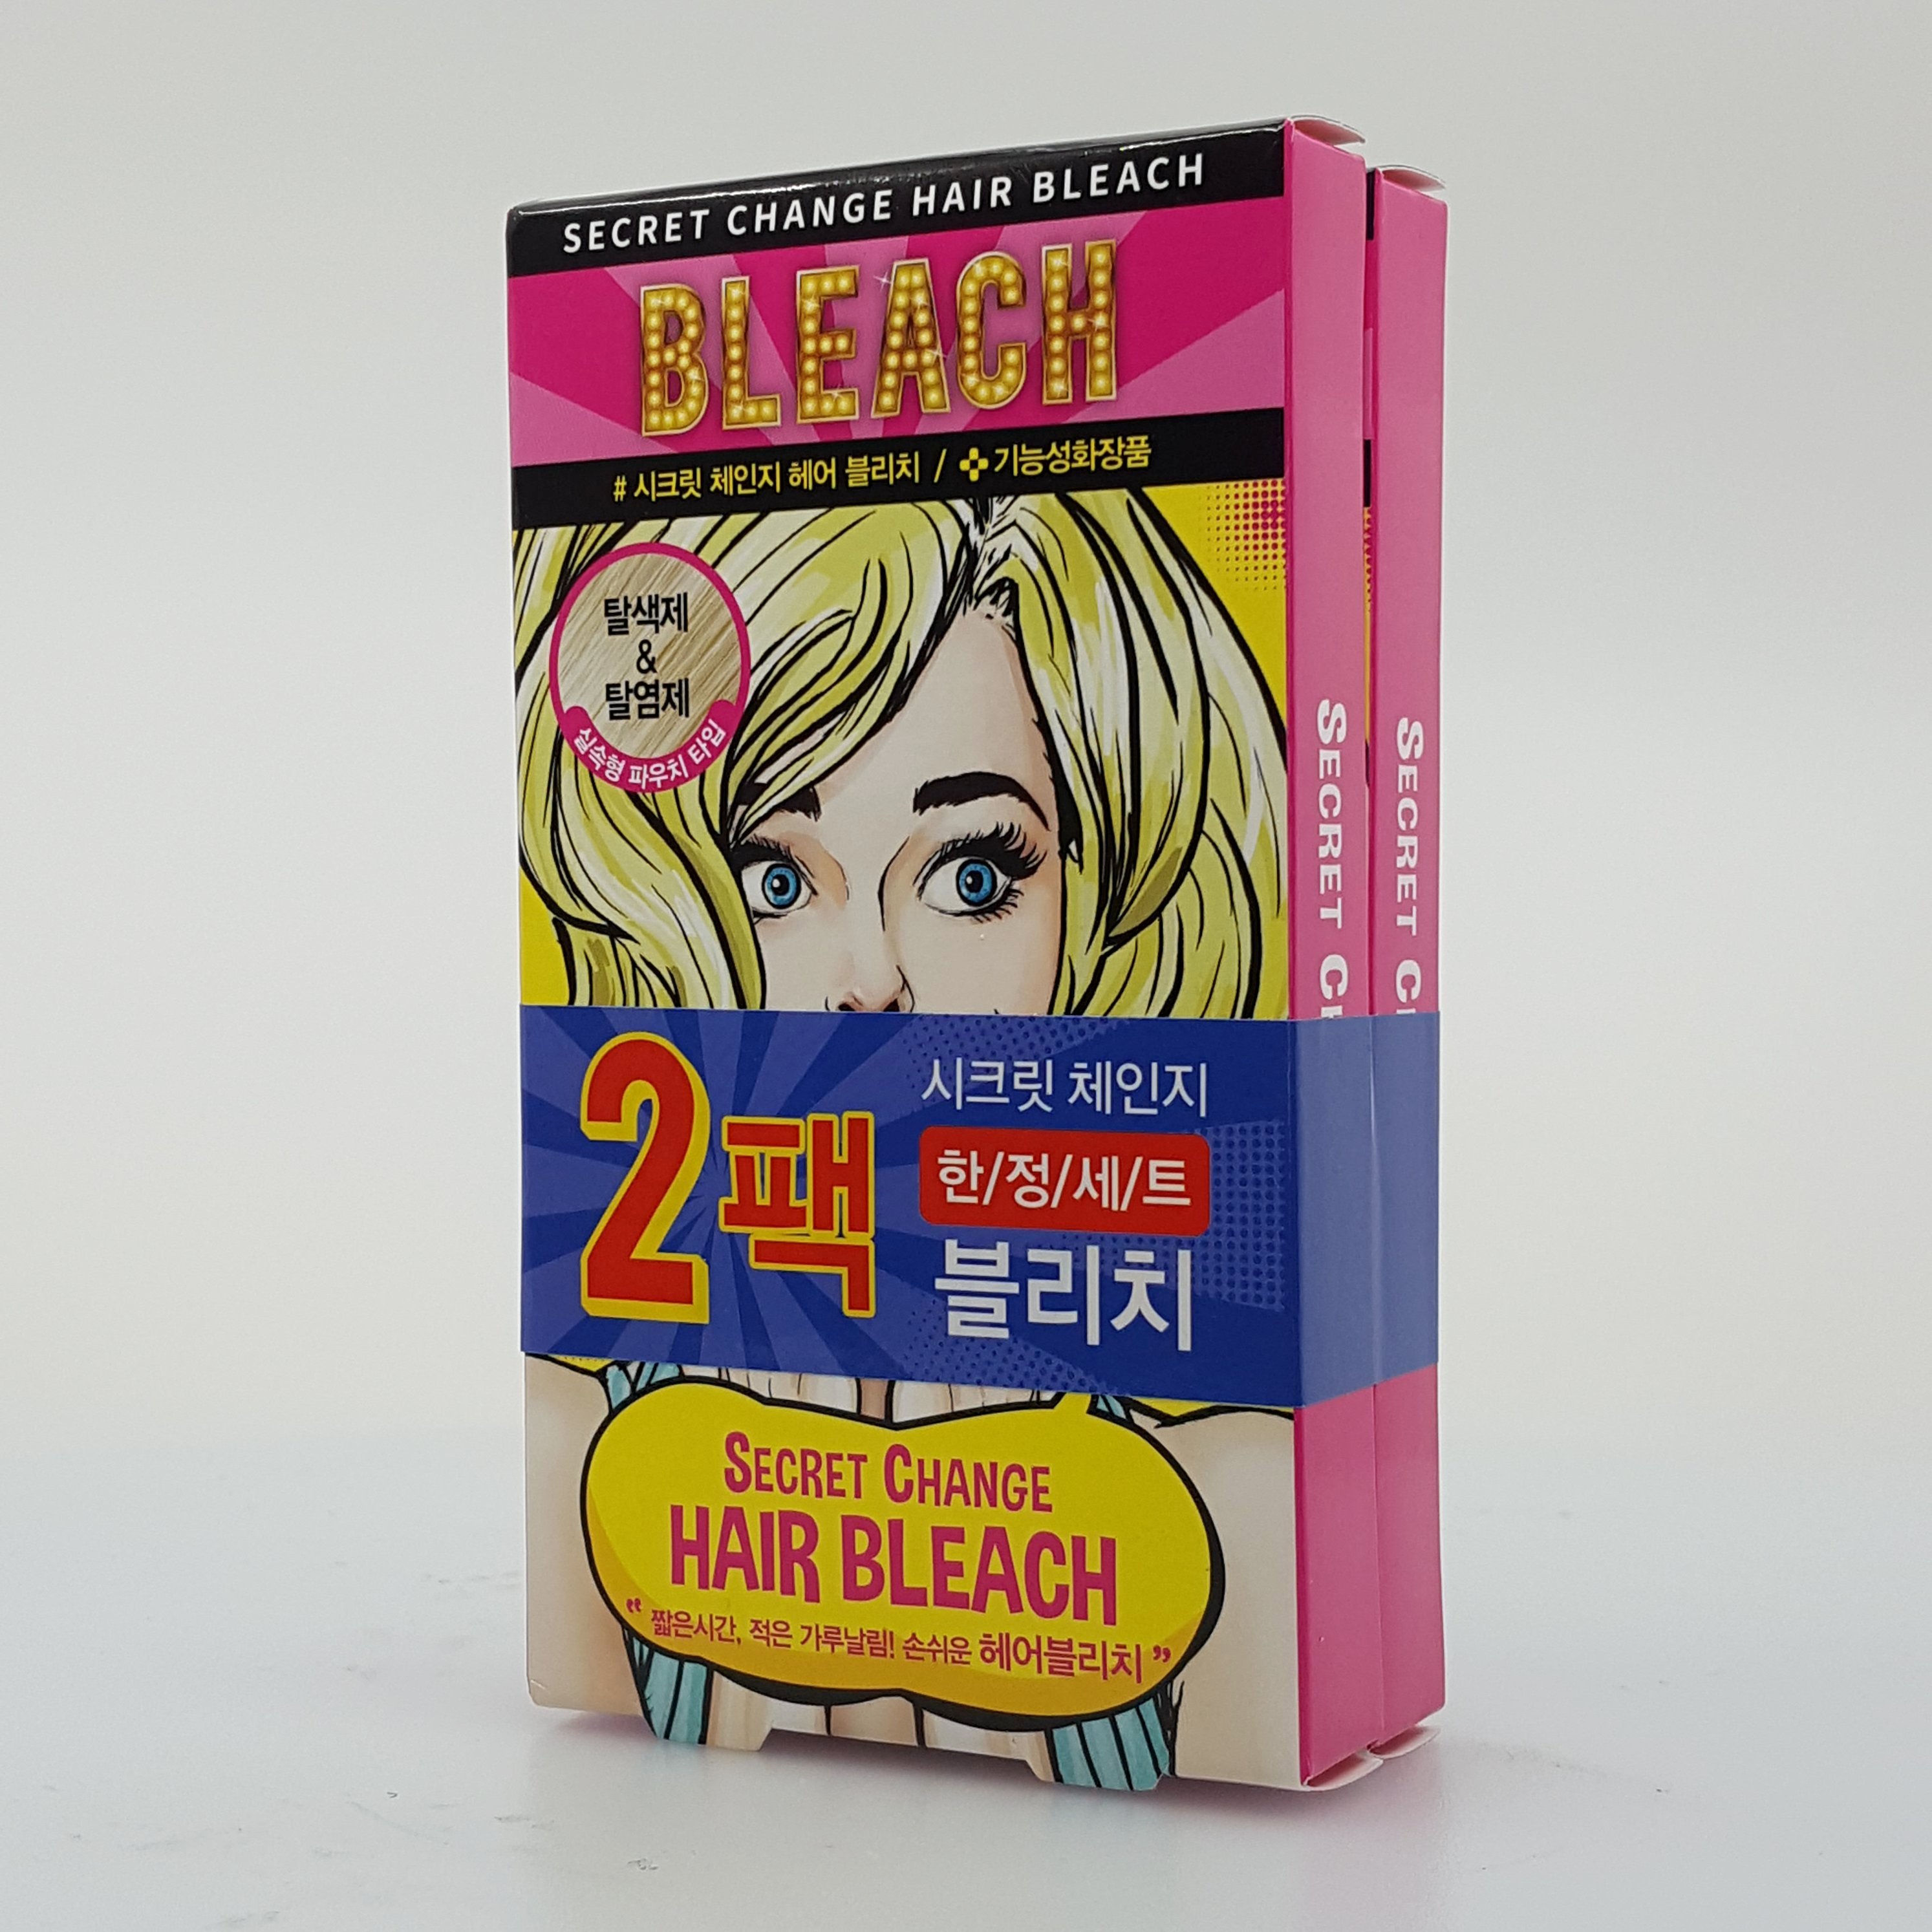 SECRET CHANGE HAIR BLEACH
BLEACH
# 시크릿 체인지 헤어 블리치 / 기능성화장품
탈색제
&
탈염제
실속형 파우치 타입
2팩
시크릿 체인지
한/정/세/트
블리치
SECRET CHANGE
HAIR BLEACH
“ 짧은시간, 적은 가루날림! 손쉬운 헤어블리치 ”
SECRET
SECRET